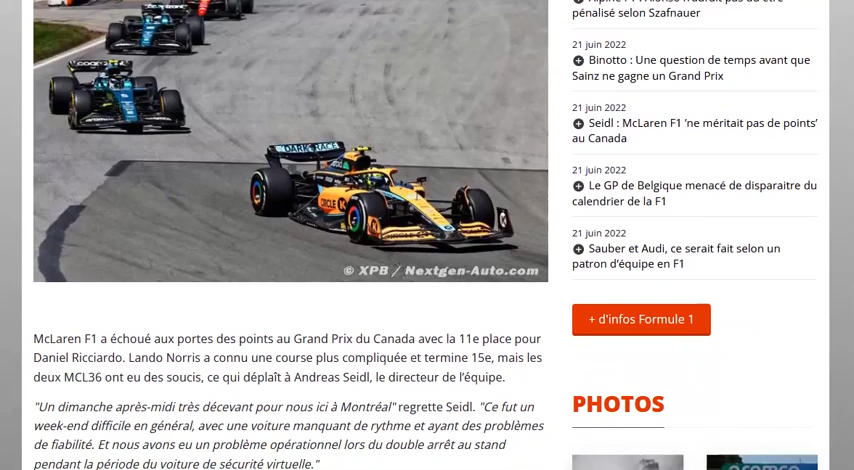 DARKTRACE
© XPB / Nextgen-Auto.com
McLaren F1 a échoué aux portes des points au Grand Prix du Canada avec la 11e place pour
Daniel Ricciardo. Lando Norris a connu une course plus compliquée et termine 15e, mais les
deux MCL36 ont eu des soucis, ce qui déplaît à Andreas Seidl, le directeur de l’équipe.
"Un dimanche après-midi très décevant pour nous ici à Montréal" regrette Seidl. "Ce fut un
week-end difficile en général, avec une voiture manquant de rythme et ayant des problèmes
de fiabilité. Et nous avons eu un problème opérationnel lors du double arrêt au stand
pendant la période du voiture de sécurité virtuelle."
pénalisé selon Szafnauer
21 juin 2022
Binotto : Une question de temps avant que
Sainz ne gagne un Grand Prix
21 juin 2022
Seidl : McLaren F1 ’ne méritait pas de points’
au Canada
21 juin 2022
Le GP de Belgique menacé de disparaitre du
calendrier de la F1
21 juin 2022
Sauber et Audi, ce serait fait selon un
patron d’équipe en F1
+ d'infos Formule 1
PHOTOS
aramco